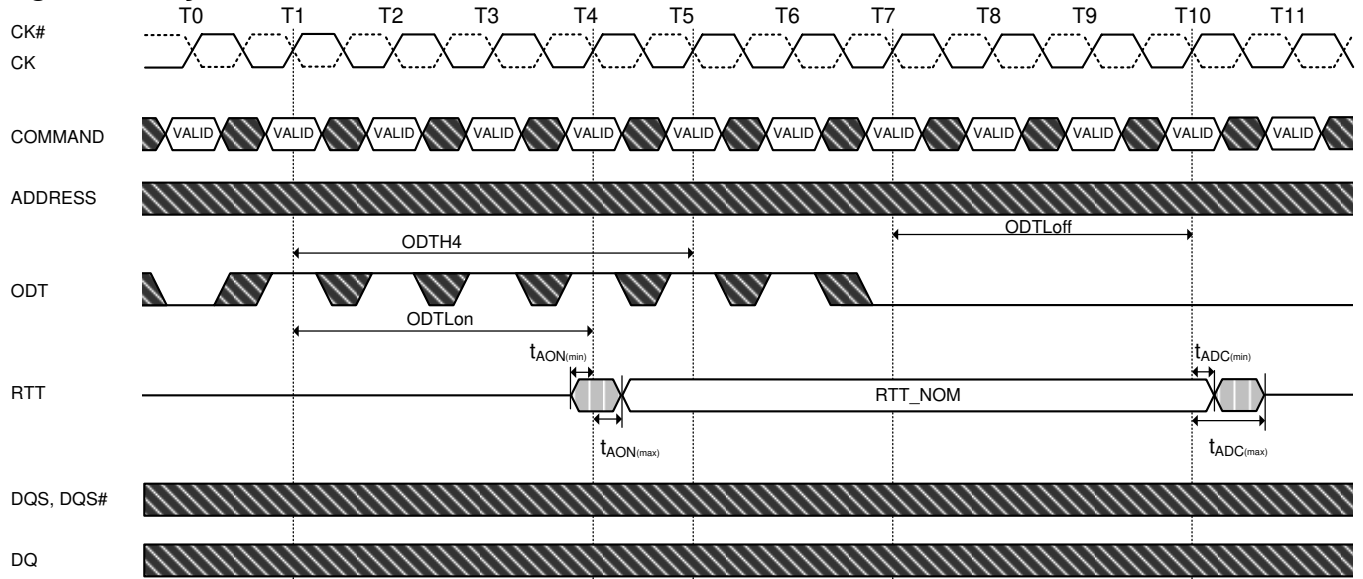 T0 T1 T2 T3 T4 T5 T6 T7 T8 T9 T10 T11
CK#
CK
COMMAND VALID VALID VALID VALID VALID VALID VALID VALID VALID VALID VALID VALID
ADDRESS
ODTLoff
ODTH4
ODT
ODTLon
tAON(min) tADC(min)
RTT RTT_NOM
tAON(max) tADC(max)
DQS, DQS#
DQ